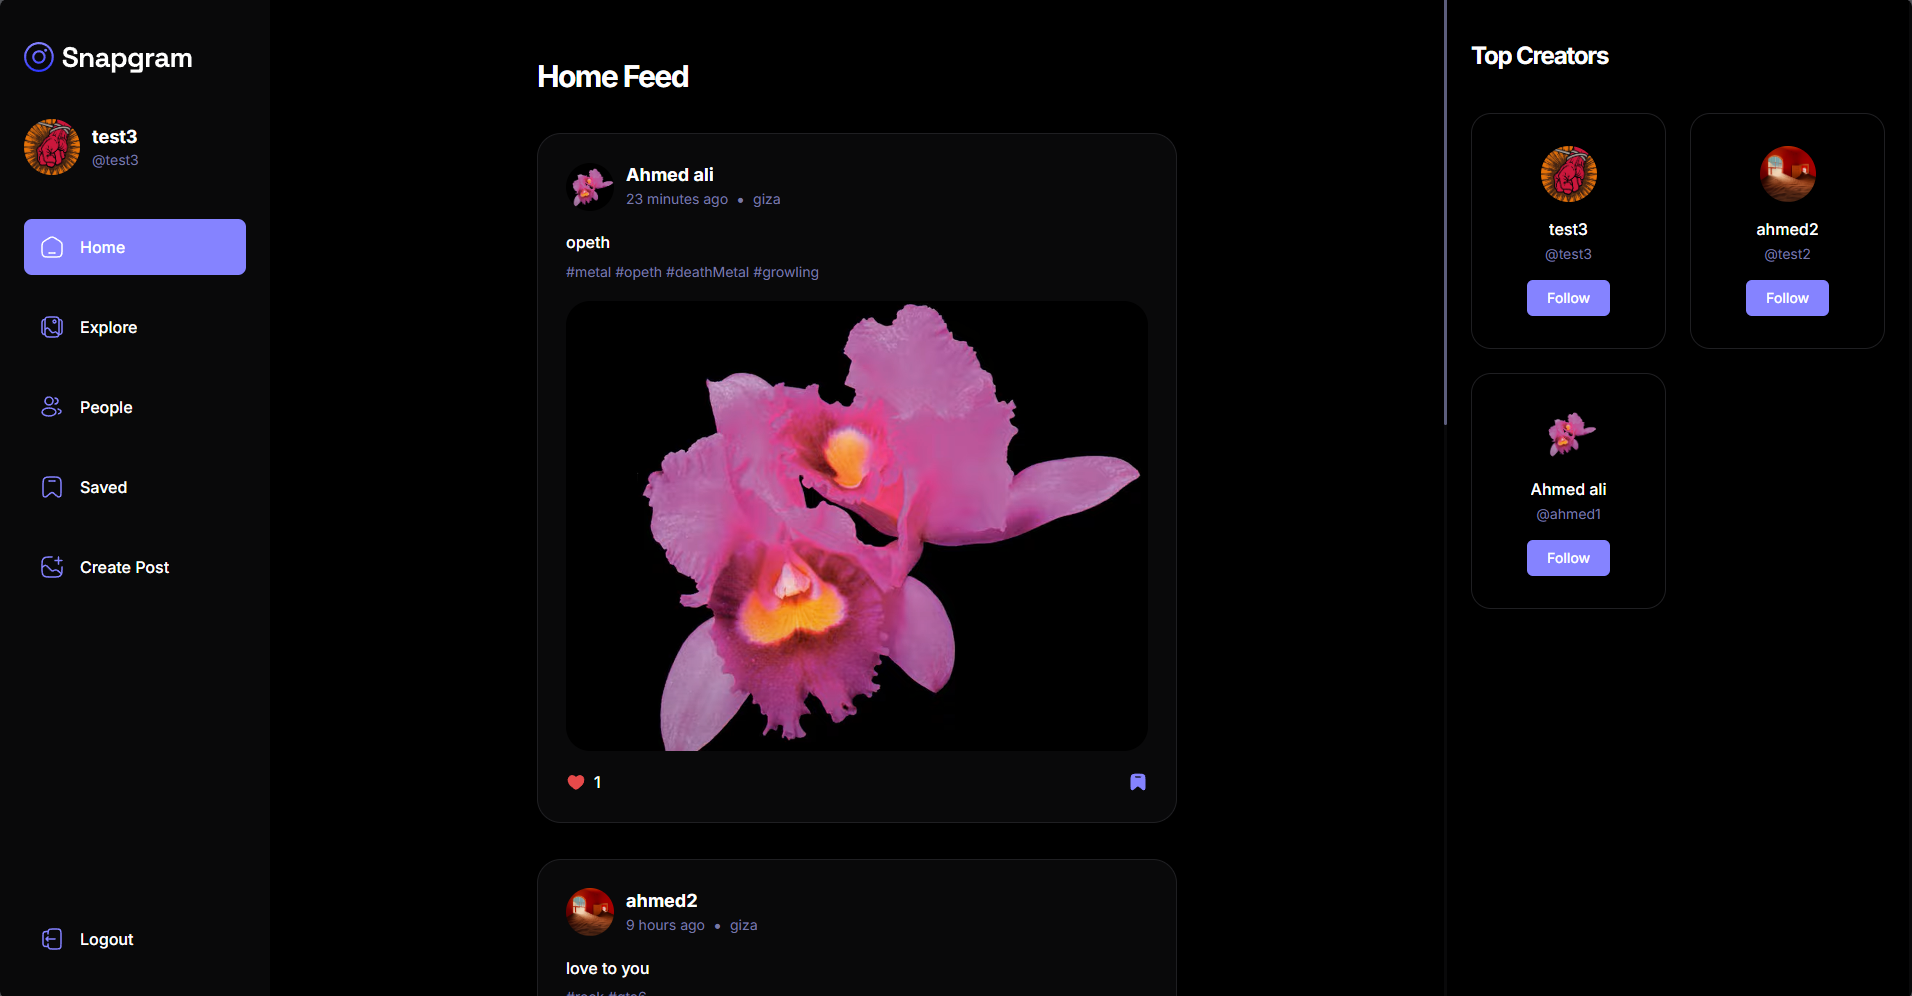 Snapgram
test3
@test3
Home
Explore
People
Saved
Create Post
Logout
Home Feed
Ahmed ali
23 minutes ago • giza
opeth
#metal #opeth #deathMetal #growling
1
ahmed2
9 hours ago • giza
love to you
Top Creators
test3
@test3
Follow
ahmed2
@test2
Follow
Ahmed ali
@ahmed1
Follow